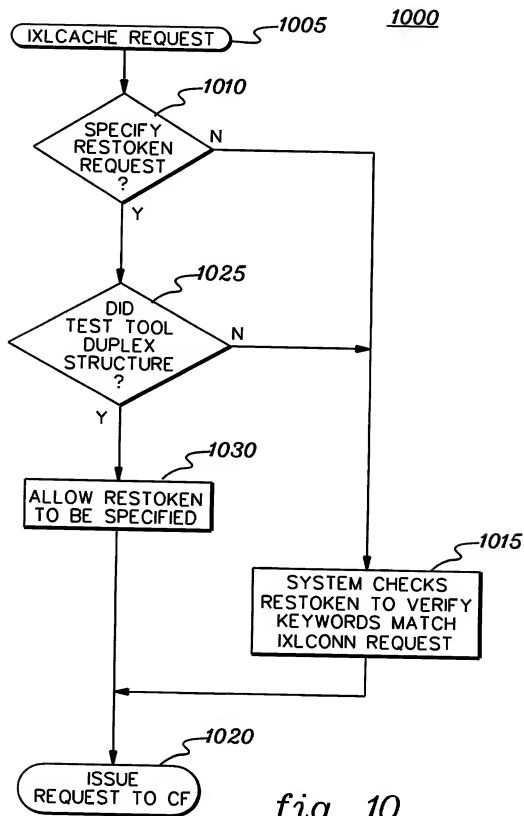 1000
IXLCACHE REQUEST
1005
1010
SPECIFY
RESTOKEN
REQUEST
?
N
Y
1025
DID
TEST TOOL
DUPLEX
STRUCTURE
?
N
Y
1030
ALLOW RESTOKEN
TO BE SPECIFIED
1015
SYSTEM CHECKS
RESTOKEN TO VERIFY
KEYWORDS MATCH
IXLCONN REQUEST
1020
ISSUE
REQUEST TO CF
fig. 10